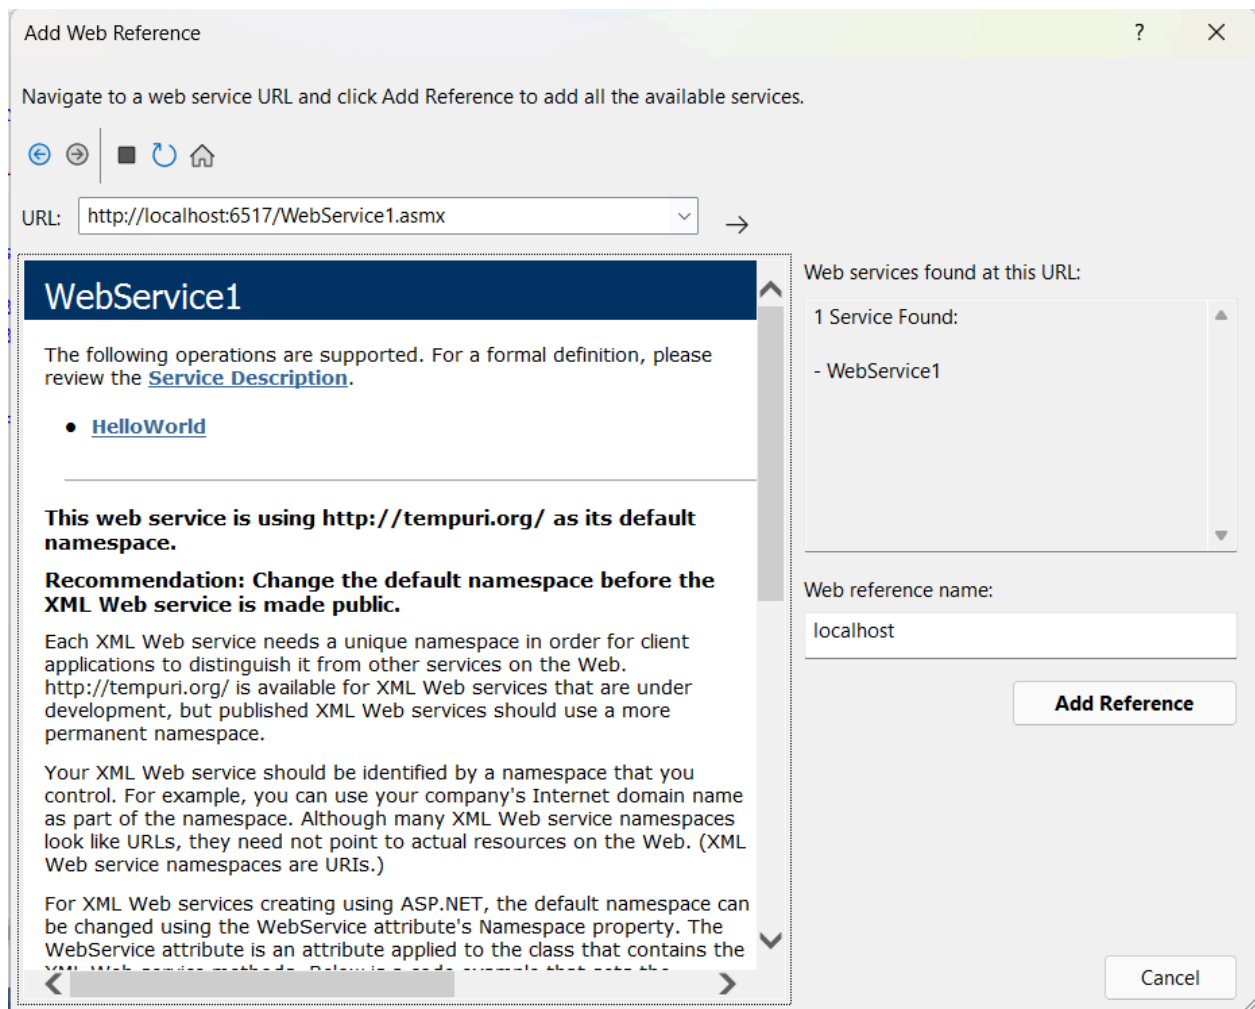 Add Web Reference
?
Navigate to a web service URL and click Add Reference to add all the available services.
URL:
http://localhost:6517/WebService1.asmx
WebService1
The following operations are supported. For a formal definition, please
review the Service Description.
HelloWorld
This web service is using http://tempuri.org/ as its default
namespace.
Recommendation: Change the default namespace before the
XML Web service is made public.
Each XML Web service needs a unique namespace in order for client
applications to distinguish it from other services on the Web.
http://tempuri.org/ is available for XML Web services that are under
development, but published XML Web services should use a more
permanent namespace.
Your XML Web service should be identified by a namespace that you
control. For example, you can use your company's Internet domain name
as part of the namespace. Although many XML Web service namespaces
look like URLs, they need not point to actual resources on the Web. (XML
Web service namespaces are URIs.)
For XML Web services creating using ASP.NET, the default namespace can
be changed using the WebService attribute's Namespace property. The
WebService attribute is an attribute applied to the class that contains the
Web services found at this URL:
1 Service Found:
- WebService1
Web reference name:
localhost
Add Reference
Cancel